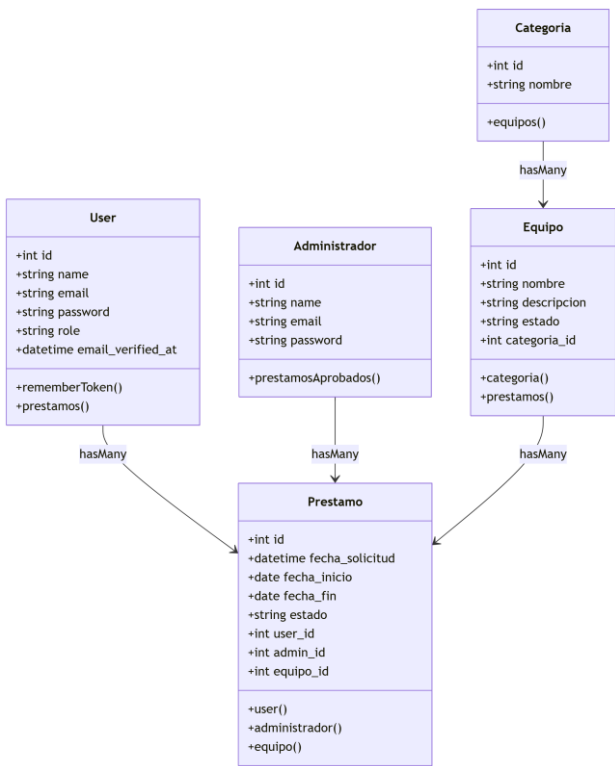 Categoria
+int id
+string nombre
+equipos()
hasMany
User
+int id
+string name
+string email
+string password
+string role
+datetime email_verified_at
+rememberToken()
+prestamos()
Administrador
+int id
+string name
+string email
+string password
+prestamosAprobados()
Equipo
+int id
+string nombre
+string descripcion
+string estado
+int categoria_id
+categoria()
+prestamos()
hasMany
hasMany
hasMany
Prestamo
+int id
+datetime fecha_solicitud
+date fecha_inicio
+date fecha_fin
+string estado
+int user_id
+int admin_id
+int equipo_id
+user()
+administrador()
+equipo()